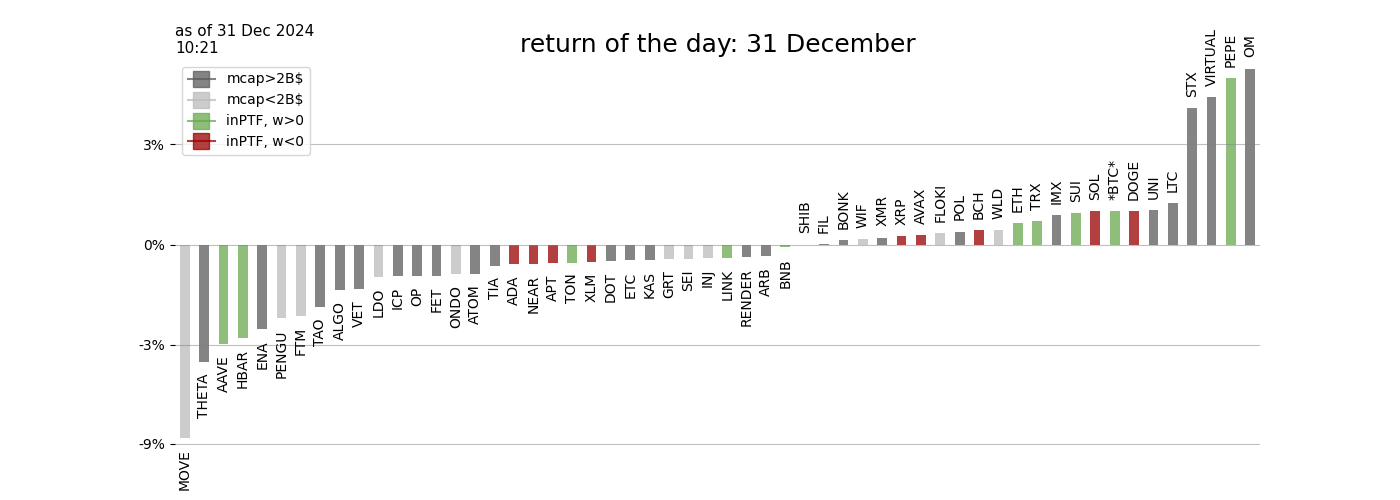 as of 31 Dec 2024
10:21
return of the day: 31 December
mcap>2B$
mcap<2B$
inPTF, w>0
inPTF, w<0
3%
0%
-3%
-9%
MOVE
THETA
AAVE
HBAR
ENA
PENGU
FTM
TAO
ALGO
VET
LDO
ICP
OP
FET
ONDO
ATOM
TIA
ADA
NEAR
APT
TON
XLM
DOT
ETC
KAS
GRT
SEI
INJ
LINK
RENDER
ARB
BNB
SHIB
FIL
BONK
WIF
XMR
XRP
AVAX
FLOKI
POL
BCH
WLD
ETH
TRX
IMX
SUI
SOL
*BTC*
DOGE
UNI
LTC
STX
VIRTUAL
PEPE
OM